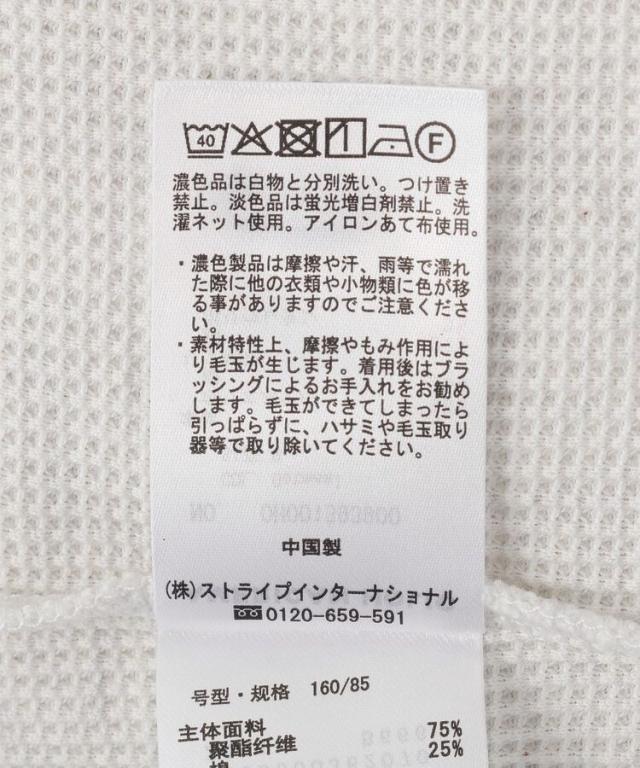 40 F
濃色品は白物と分別洗い。つけ置き
禁止。淡色品は蛍光増白剤禁止。洗
濯ネット使用。アイロンあて布使用。
・濃色製品は摩擦や汗、雨等で濡れ
た際に他の衣類や小物類に色が移
る事がありますのでご注意くださ
い。
・素材特性上、摩擦やもみ作用によ
り毛玉が生じます。着用後はブラ
ッシングによるお手入れをお勧め
します。毛玉ができてしまったら
引っぱらずに、ハサミや毛玉取り
器等で取り除いてください。
中国製
(株)ストライプインターナショナル
0120-659-591
号型・规格 160/85
主体面料 75%
聚酯纤维 25%